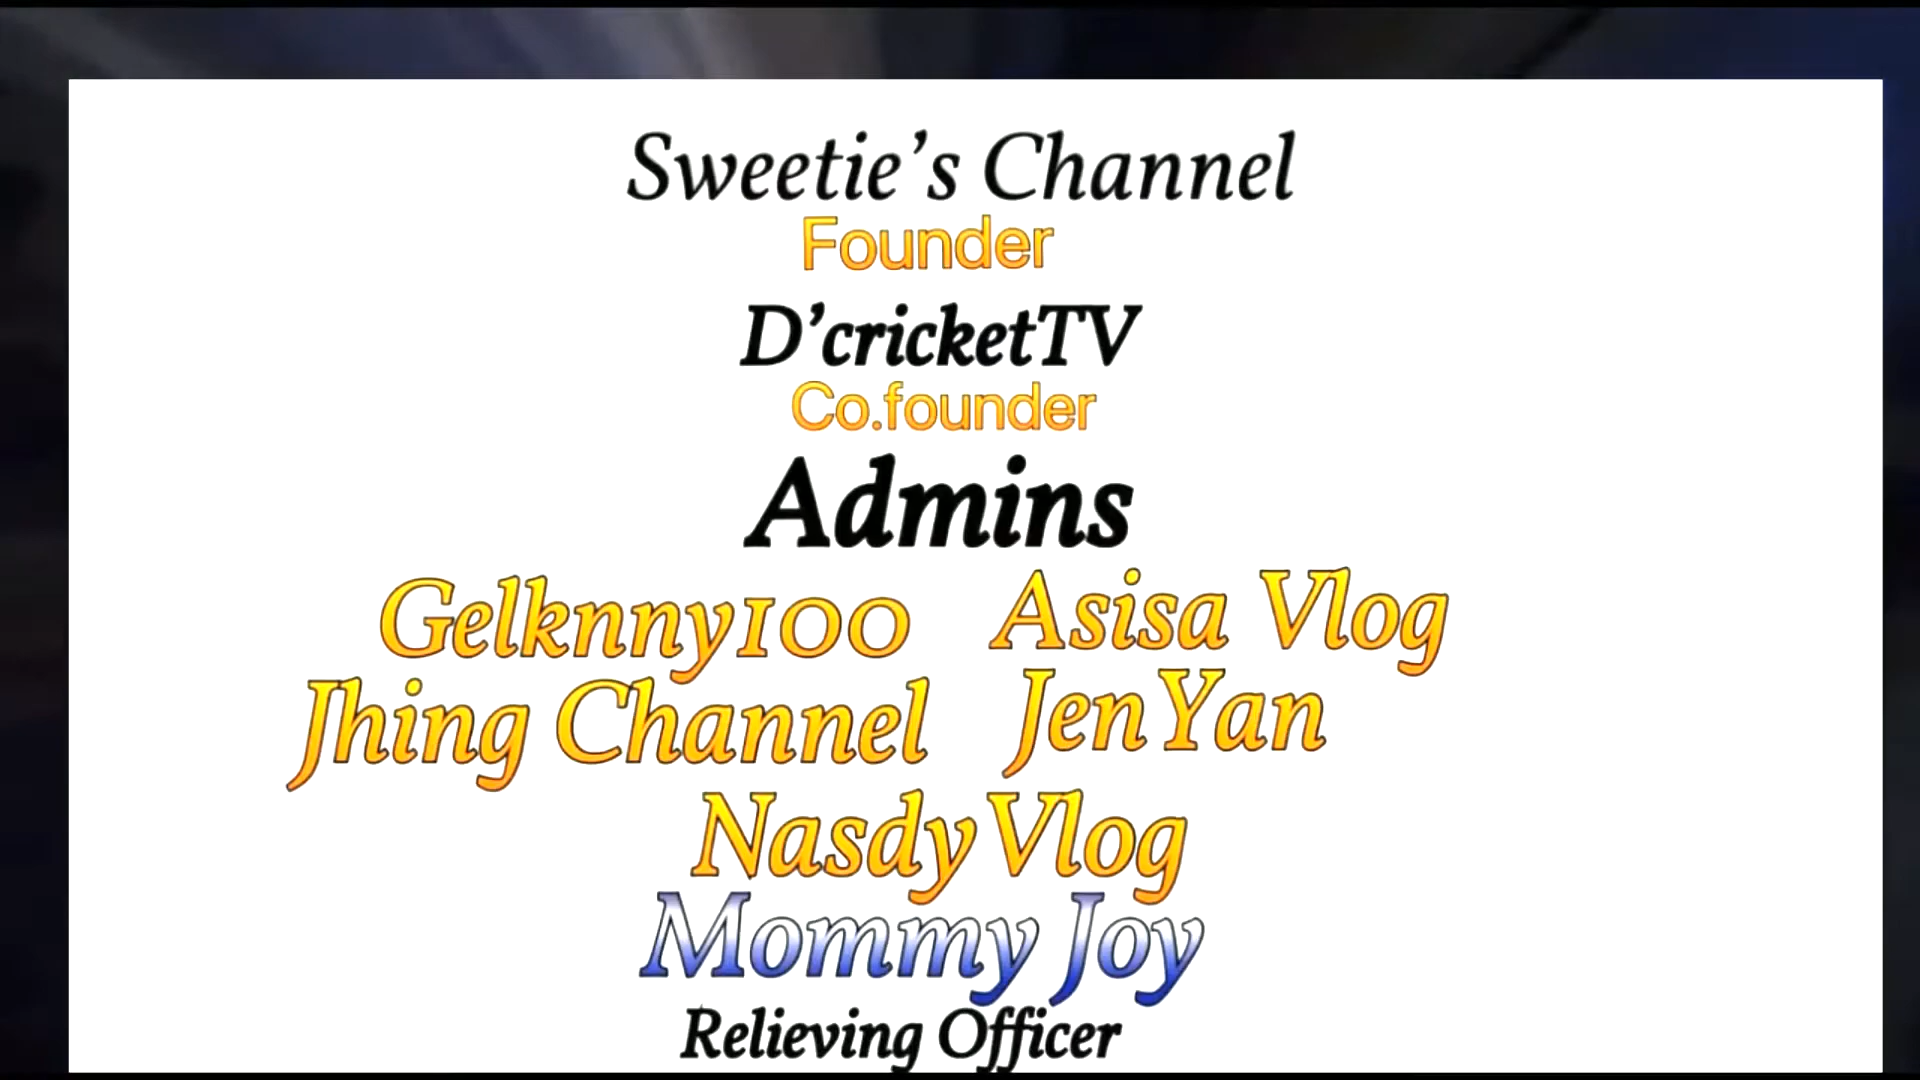 Sweetie’s Channel
Founder
D’cricketTV
Co.founder
Admins
Gelknny100 Asisa Vlog
Jhing Channel JenYan
Nasdy Vlog
Mommy Joy
Relieving Officer